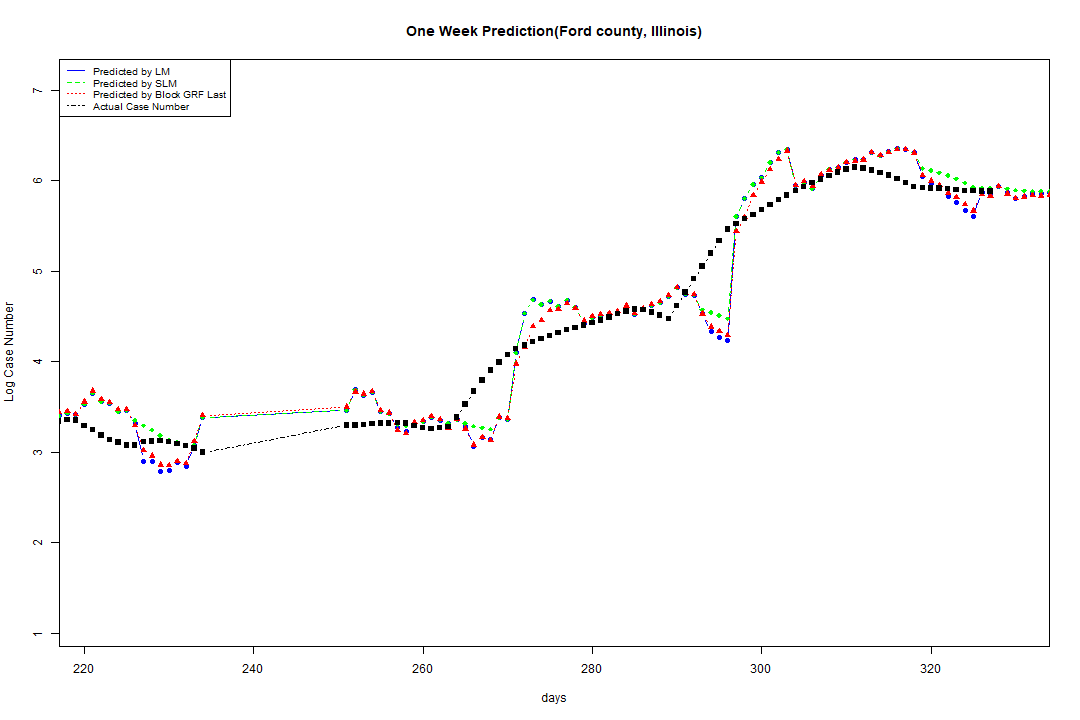 One Week Prediction(Ford county, Illinois)
Predicted by LM
Predicted by SLM
Predicted by Block GRF Last
Actual Case Number
7
6
5
4
3
2
1
Log Case Number
220 240 260 280 300 320
days